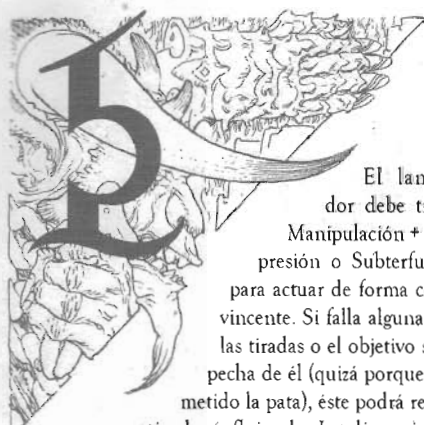 El lan
dor debe t
Manipulación +
presión o Subterfu
para actuar de forma c
vincente. Si falla alguna
las tiradas o el objetivo s
pecha de él (quizá porque
metido la pata), éste podrá re